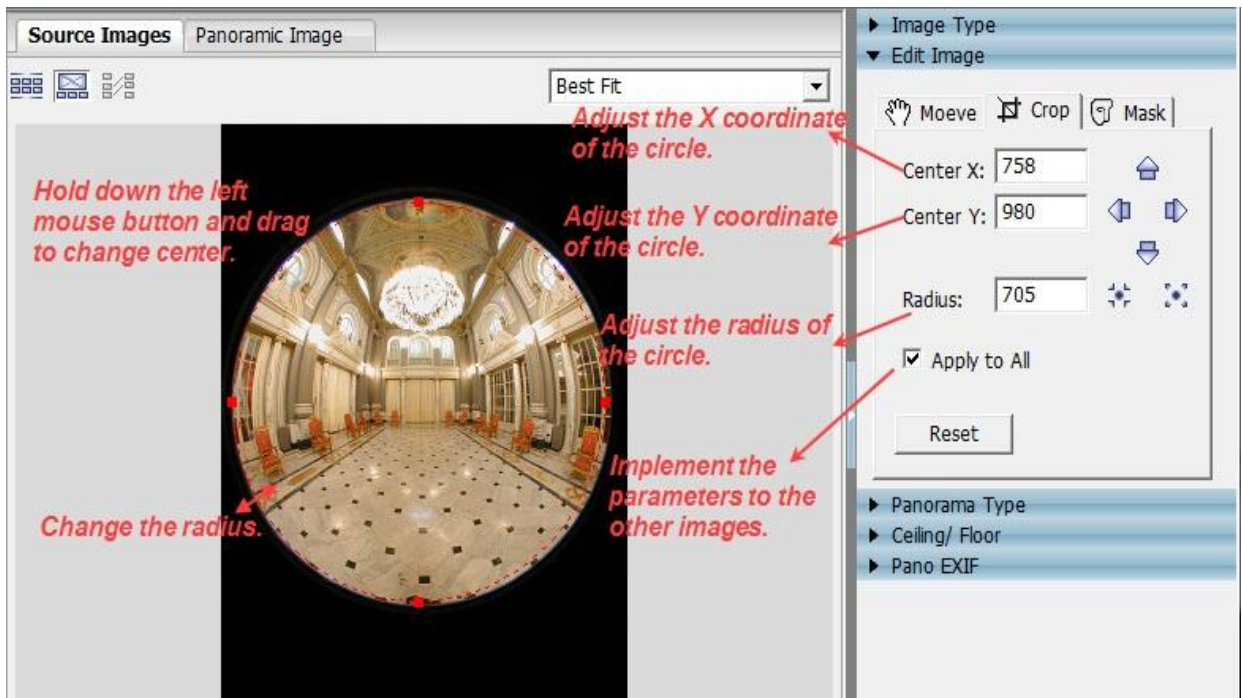 Source Images
Panoramic Image
Best Fit
Hold down the left
mouse button and drag
to change center.
Adjust the X coordinate
of the circle.
Adjust the Y coordinate
of the circle.
Adjust the radius of
the circle.
Change the radius.
Implement the
parameters to the
other images.
Image Type
Edit Image
Moeve
Crop
Mask
Center X: 758
Center Y: 980
Radius: 705
Apply to All
Reset
Panorama Type
Ceiling/ Floor
Pano EXIF